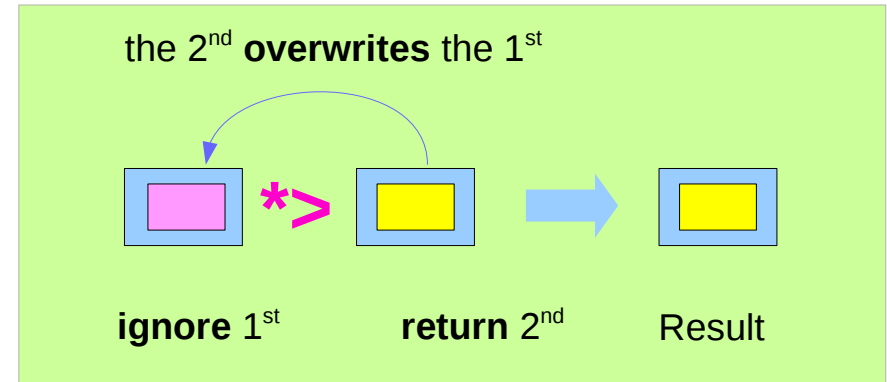 the 2nd overwrites the 1st
*>
ignore 1st return 2nd Result